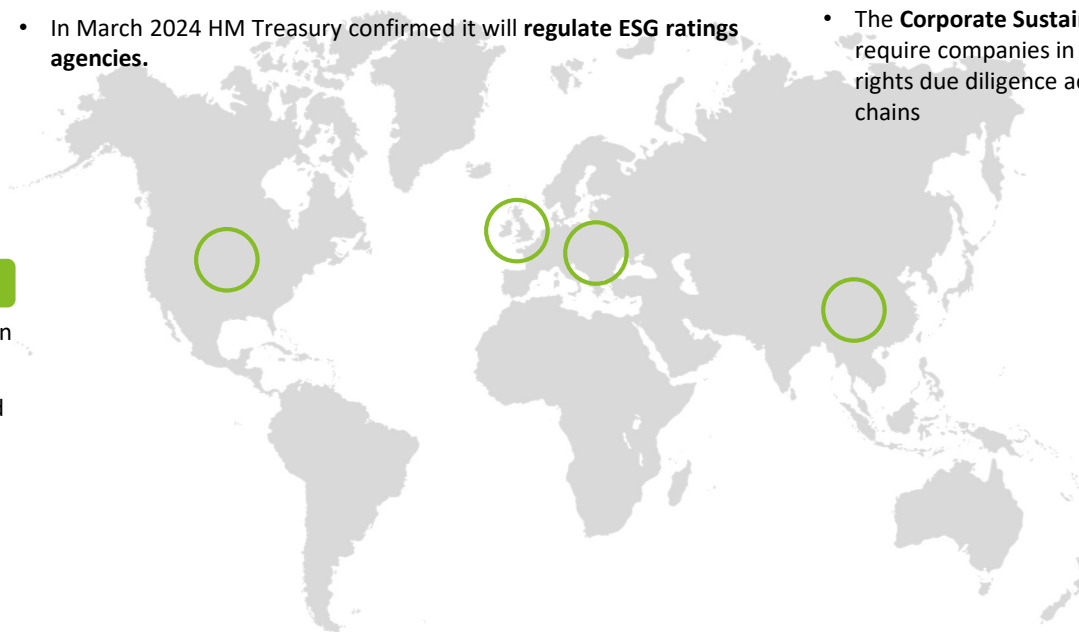 • In March 2024 HM Treasury confirmed it will regulate ESG ratings
agencies.
• The Corporate
require companies in
rights due diligence
chains